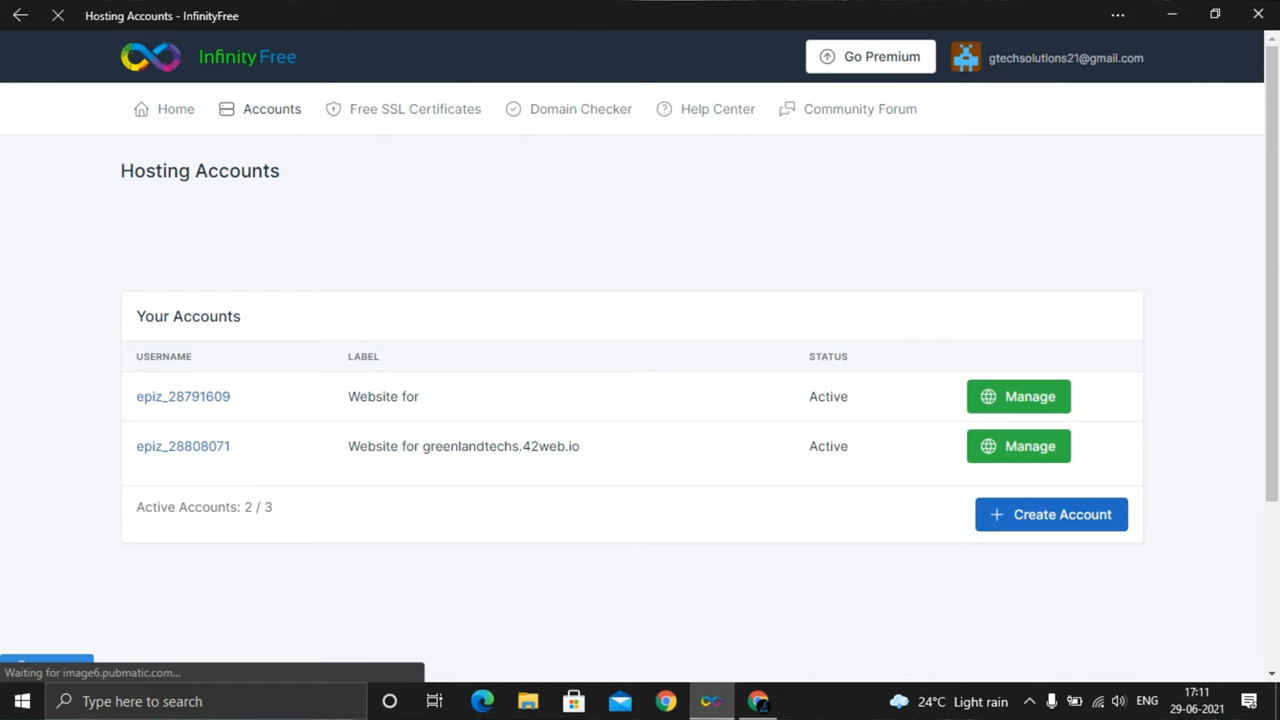 Hosting Accounts - InfinityFree
InfinityFree
Go Premium
gtechsolutions21@gmail.com
Home
Accounts
Free SSL Certificates
Domain Checker
Help Center
Community Forum
Hosting Accounts
Your Accounts
USERNAME LABEL STATUS
epiz_28791609 Website for Active Manage
epiz_28808071 Website for greenlandtechs.42web.io Active Manage
Active Accounts: 2 / 3
Create Account
Waiting for image6.pubmatic.com...
Type here to search
24°C Light rain
ENG
17:11
29-06-2021